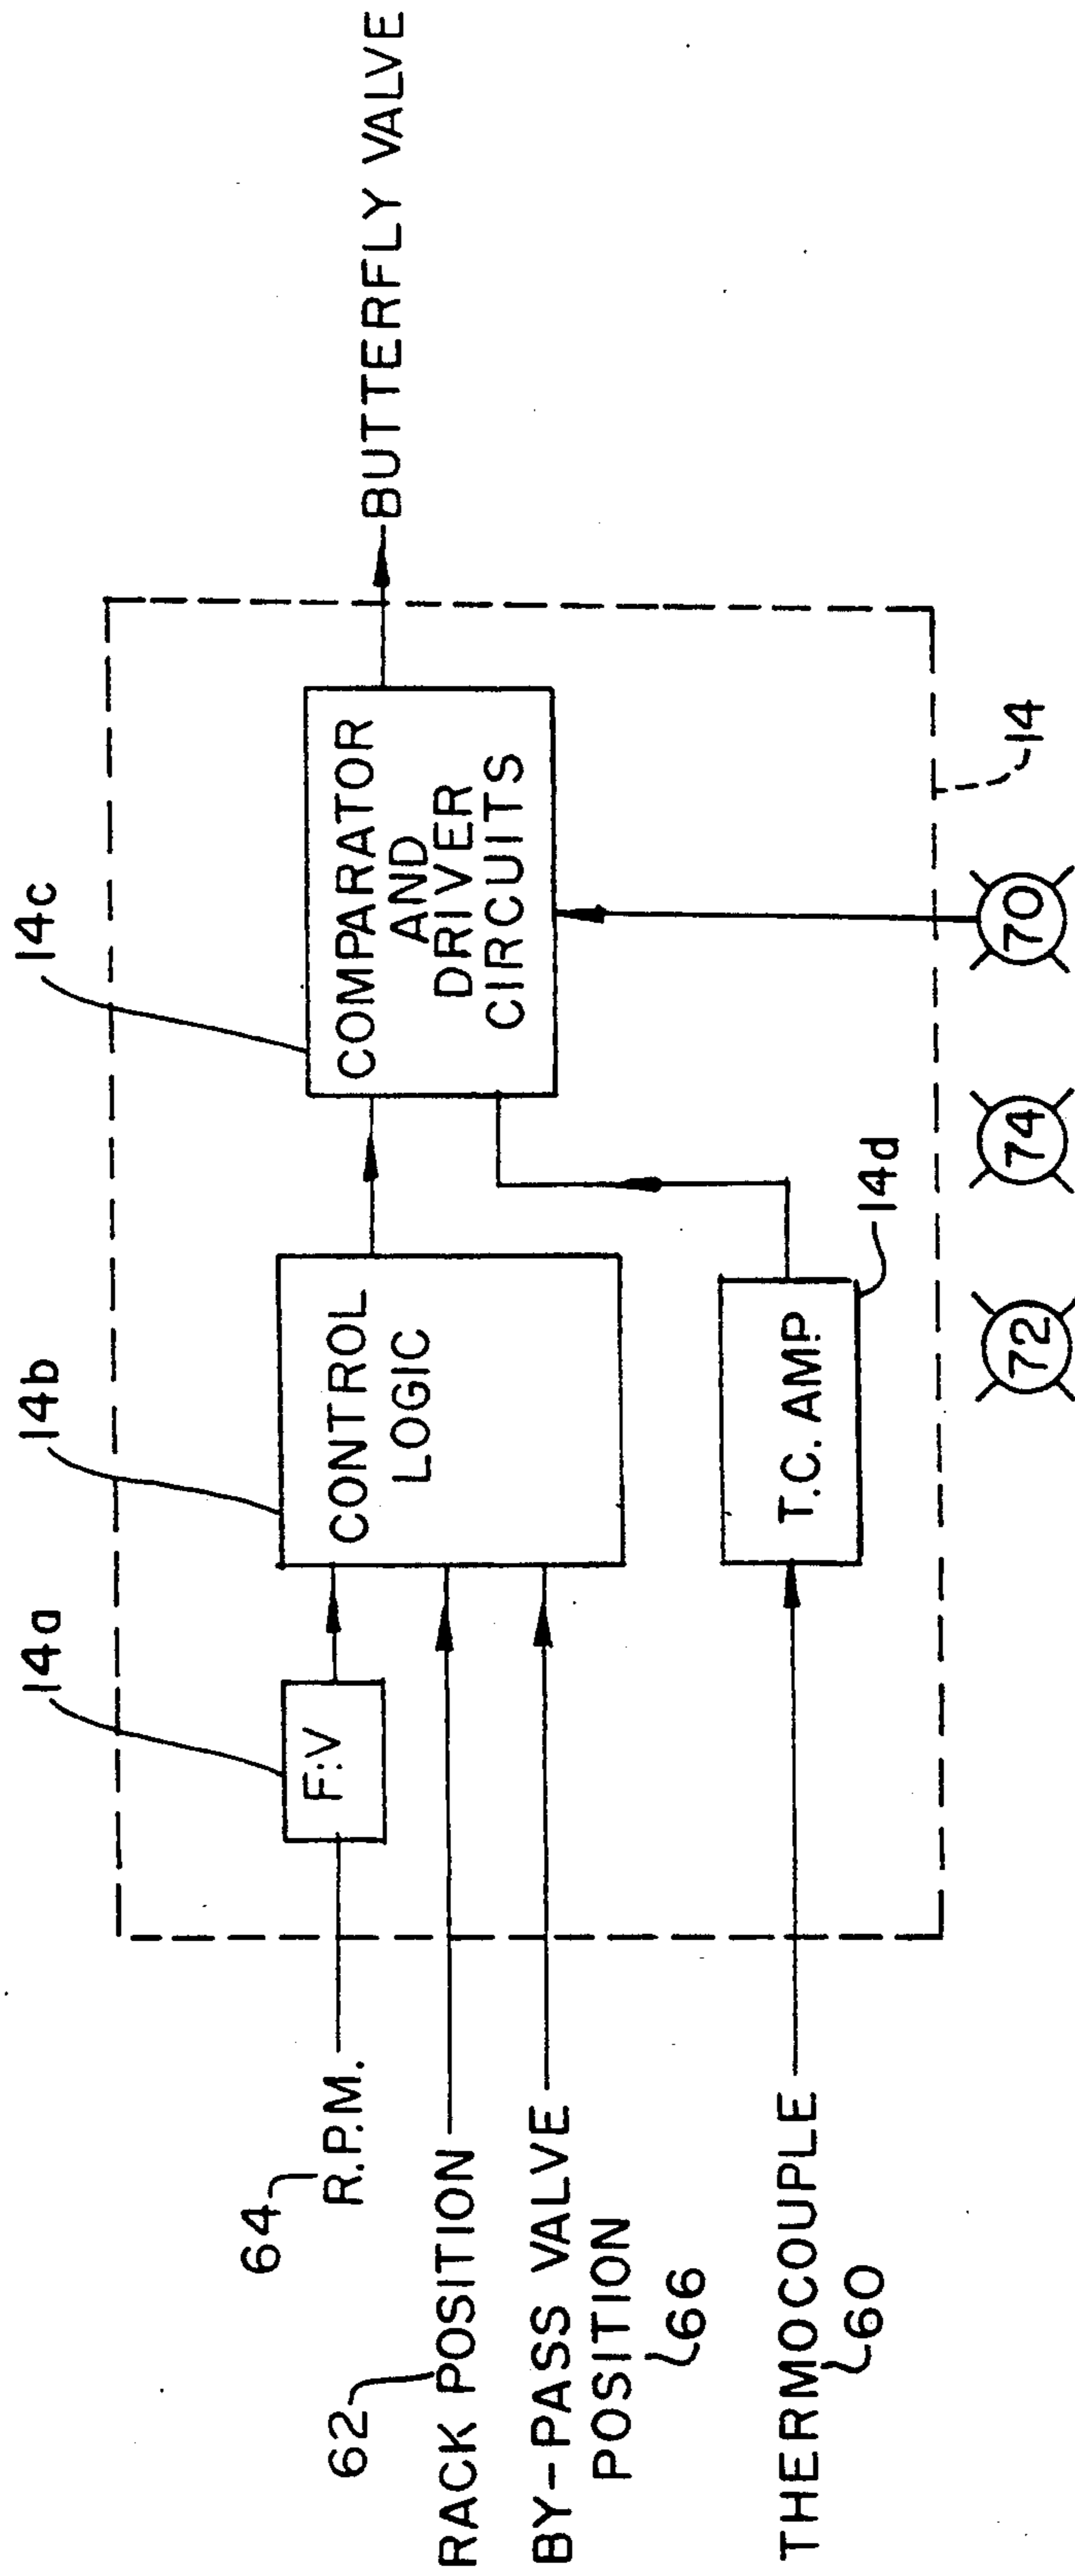 14a
14b
14c
64
R.P.M.
F:V
CONTROL
LOGIC
COMPARATOR
AND
DRIVER
CIRCUITS
BUTTERFLY VALVE
62
RACK POSITION
BY-PASS VALVE
POSITION
66
THERMOCOUPLE
60
T.C. AMP.
14d
14
72
74
70